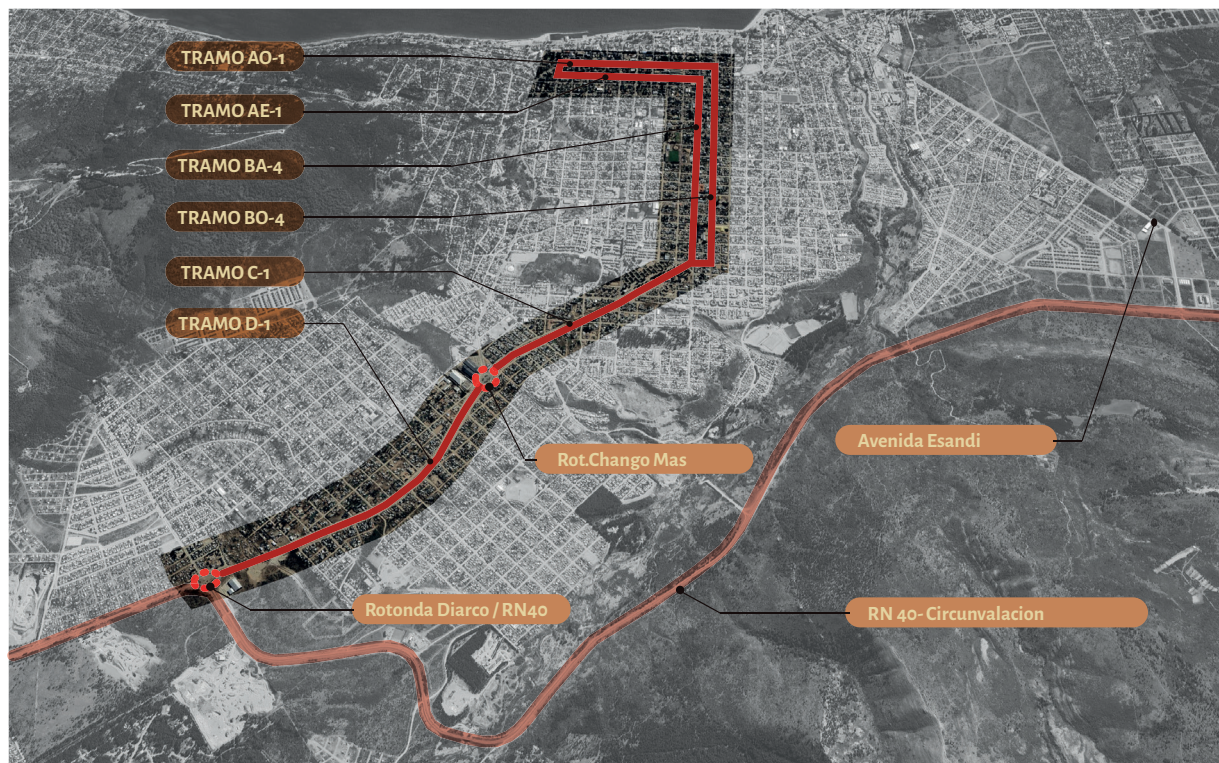 TRAMO AO-1
TRAMO AE-1
TRAMO BA-4
TRAMO BO-4
TRAMO C-1
TRAMO D-1
Avenida Esandi
Rot.Chango Mas
Rotonda Diarco / RN40
RN 40- Circunvalacion